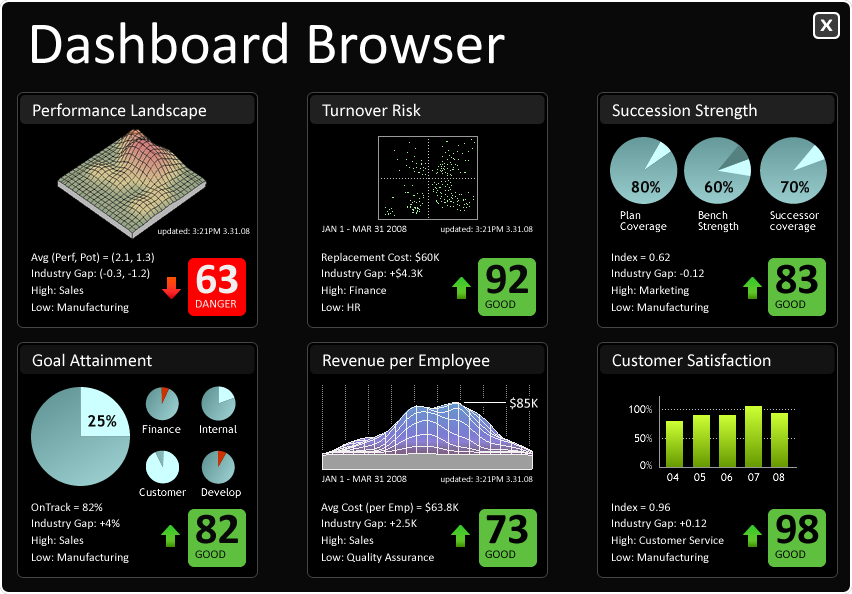 Dashboard Browser
X
Performance Landscape
updated: 3:21PM 3.31.08
Avg (Perf, Pot) = (2.1, 1.3)
Industry Gap: (-0.3, -1.2)
High: Sales
Low: Manufacturing
63
DANGER
Turnover Risk
JAN 1 - MAR 31 2008
updated: 3:21PM 3.31.08
Replacement Cost: $60K
Industry Gap: +$4.3K
High: Finance
Low: HR
92
GOOD
Succession Strength
80%
60%
70%
Plan
Coverage
Bench
Strength
Successor
coverage
Index = 0.62
Industry Gap: -0.12
High: Marketing
Low: Manufacturing
83
GOOD
Goal Attainment
25%
Finance
Internal
Customer
Develop
OnTrack = 82%
Industry Gap: +4%
High: Sales
Low: Manufacturing
82
GOOD
Revenue per Employee
$85K
JAN 1 - MAR 31 2008
updated: 3:21PM 3.31.08
Avg Cost (per Emp) = $63.8K
Industry Gap: +2.5K
High: Sales
Low: Quality Assurance
73
GOOD
Customer Satisfaction
100%
50%
0%
04 05 06 07 08
Index = 0.96
Industry Gap: +0.12
High: Customer Service
Low: Manufacturing
98
GOOD